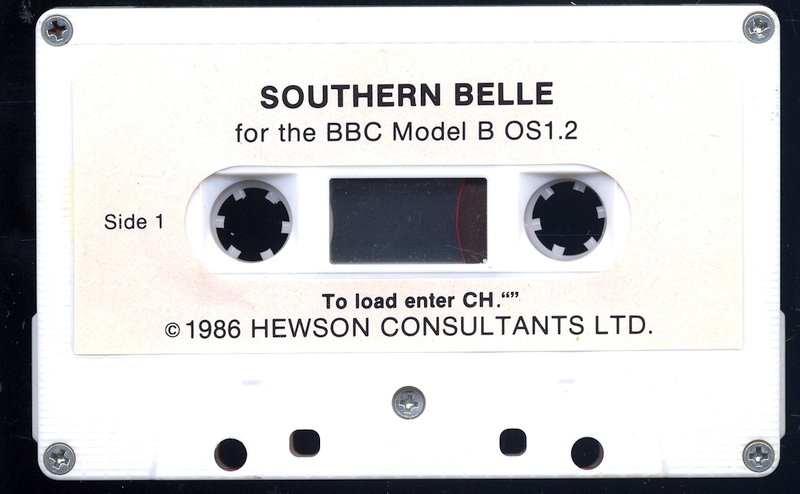 SOUTHERN BELLE
for the BBC Model B OS1.2
Side 1
To load enter CH.“”
© 1986 HEWSON CONSULTANTS LTD.